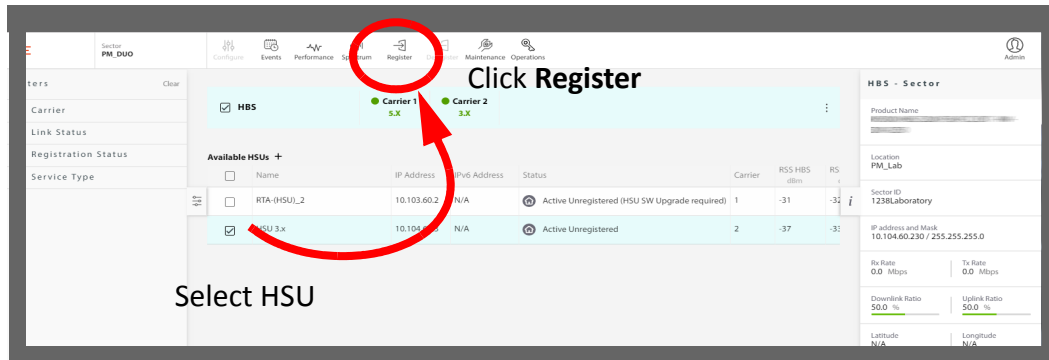 Sector
PM_DUO
Configure Events Performance Register Maintenance Operations
Admin
Click Register
ters Clear
Carrier
Link Status
Registration Status
Service Type
HBS
Carrier 1
5.X
Carrier 2
3.X
Available HSUs +
Name IP Address IPv6 Address Status Carrier RSS HBS dBm RS
RTA-(HSU)_2 10.103.60.2 N/A Active Unregistered (HSU SW Upgrade required) 1 -31 -32
HSU 3.x N/A Active Unregistered 2 -37 -33
Select HSU
i
HBS - Sector
Product Name
Location
PM_Lab
Sector ID
1238Laboratory
IP address and Mask
10.104.60.230 / 255.255.255.0
Rx Rate Tx Rate
0.0 Mbps 0.0 Mbps
Downlink Ratio Uplink Ratio
50.0 % 50.0 %
Latitude Longitude
N/A N/A